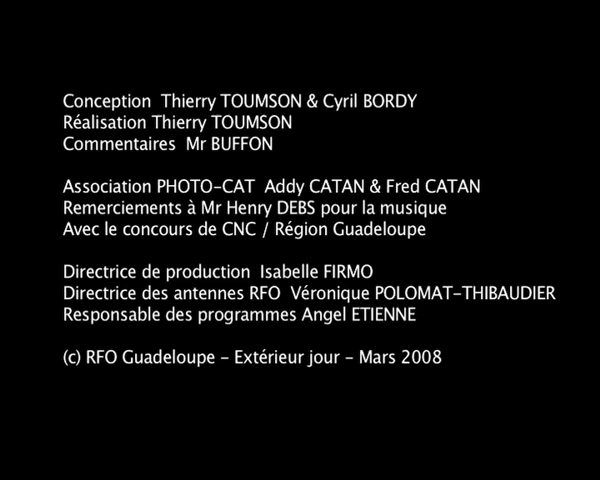 Conception  Thierry TOUMSON & Cyril BORDY
Réalisation Thierry TOUMSON
Commentaires  Mr BUFFON
Association PHOTO-CAT  Addy CATAN & Fred CATAN
Remerciements à Mr Henry DEBS pour la musique
Avec le concours de CNC / Région Guadeloupe
Directrice de production  Isabelle FIRMO
Directrice des antennes RFO  Véronique POLOMAT-THIBAUDIER
Responsable des programmes Angel ETIENNE
(c) RFO Guadeloupe - Extérieur jour - Mars 2008